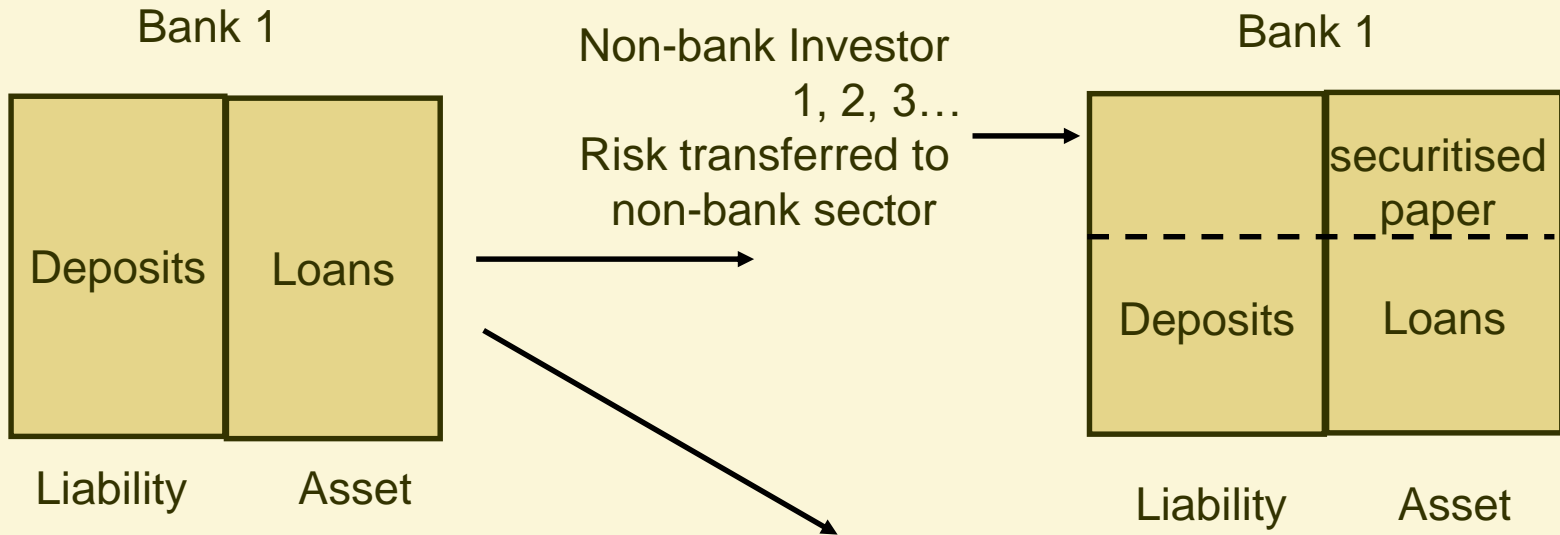 Bank 1
Deposits
Loans
Liability
Asset
Non-bank Investor
1, 2, 3…
Risk transferred to
non-bank sector
Bank 1
securitised
paper
Deposits
Loans
Liability
Asset